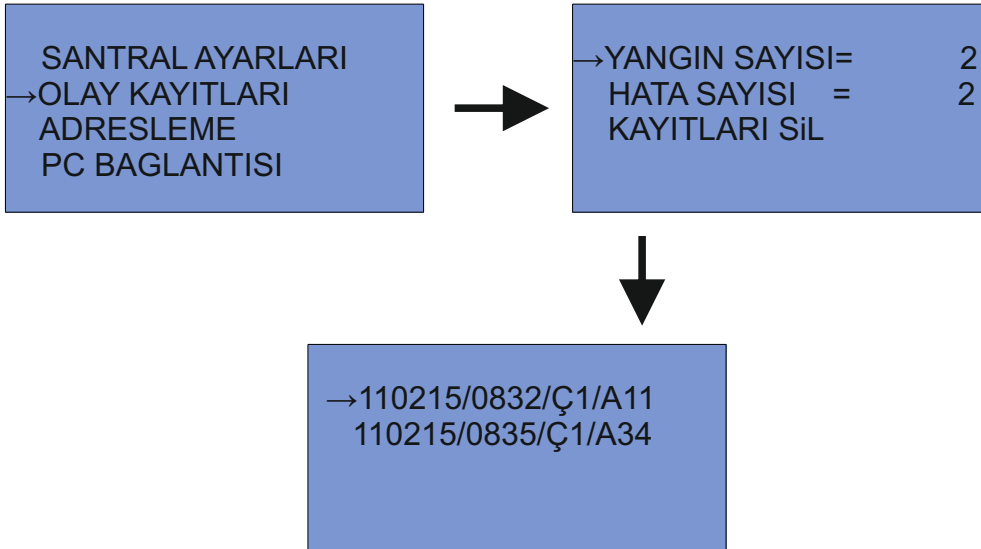 SANTRAL AYARLARI
→OLAY KAYITLARI
ADRESLEME
PC BAGLANTISI
→YANGIN SAYISI= 2
HATA SAYISI = 2
KAYITLARI SiL
→110215/0832/Ç1/A11
110215/0835/Ç1/A34